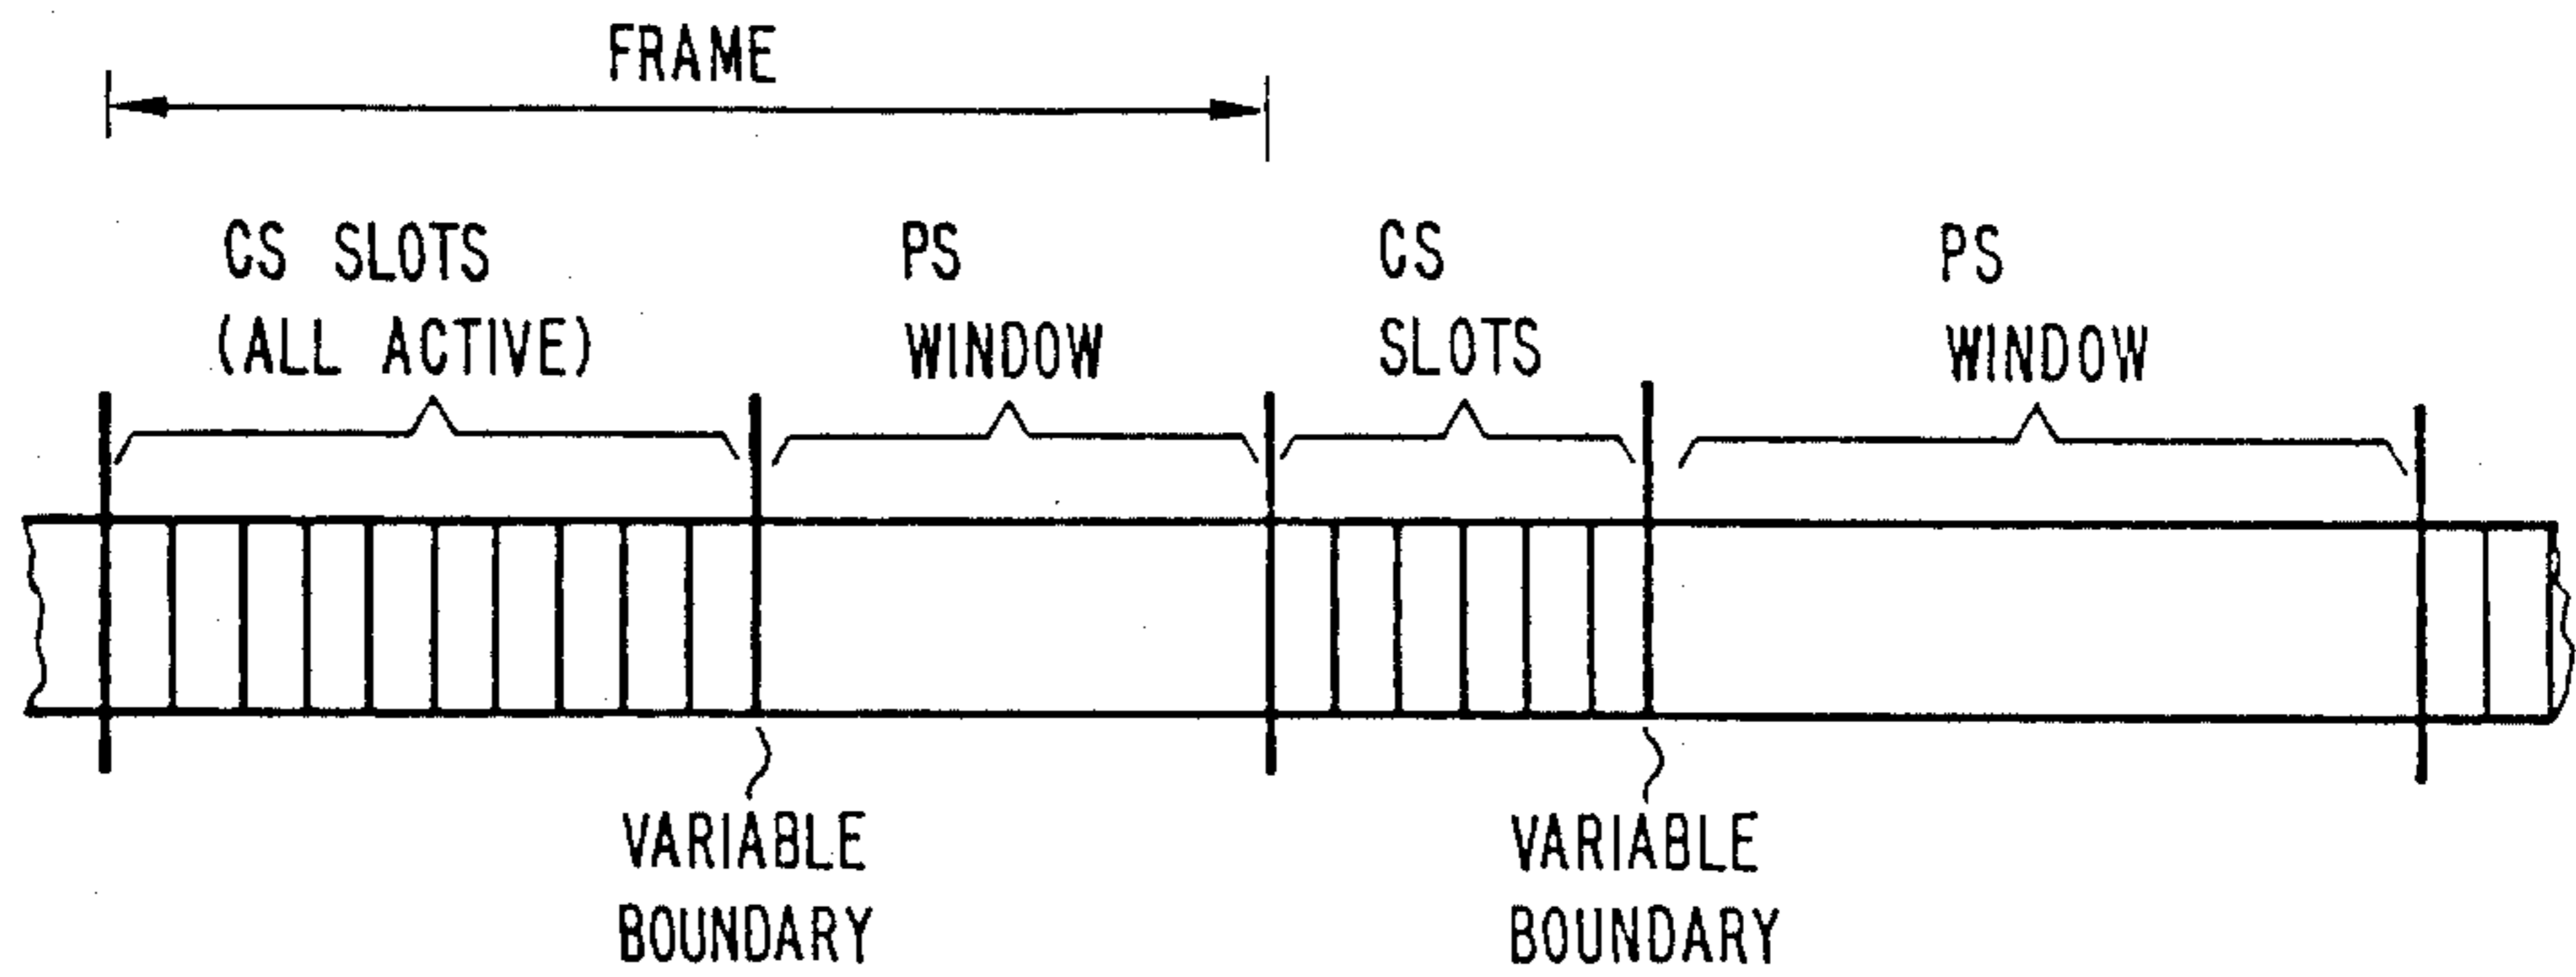 FRAME
CS SLOTS
(ALL ACTIVE)
PS
WINDOW
CS
SLOTS
PS
WINDOW
VARIABLE
BOUNDARY
VARIABLE
BOUNDARY